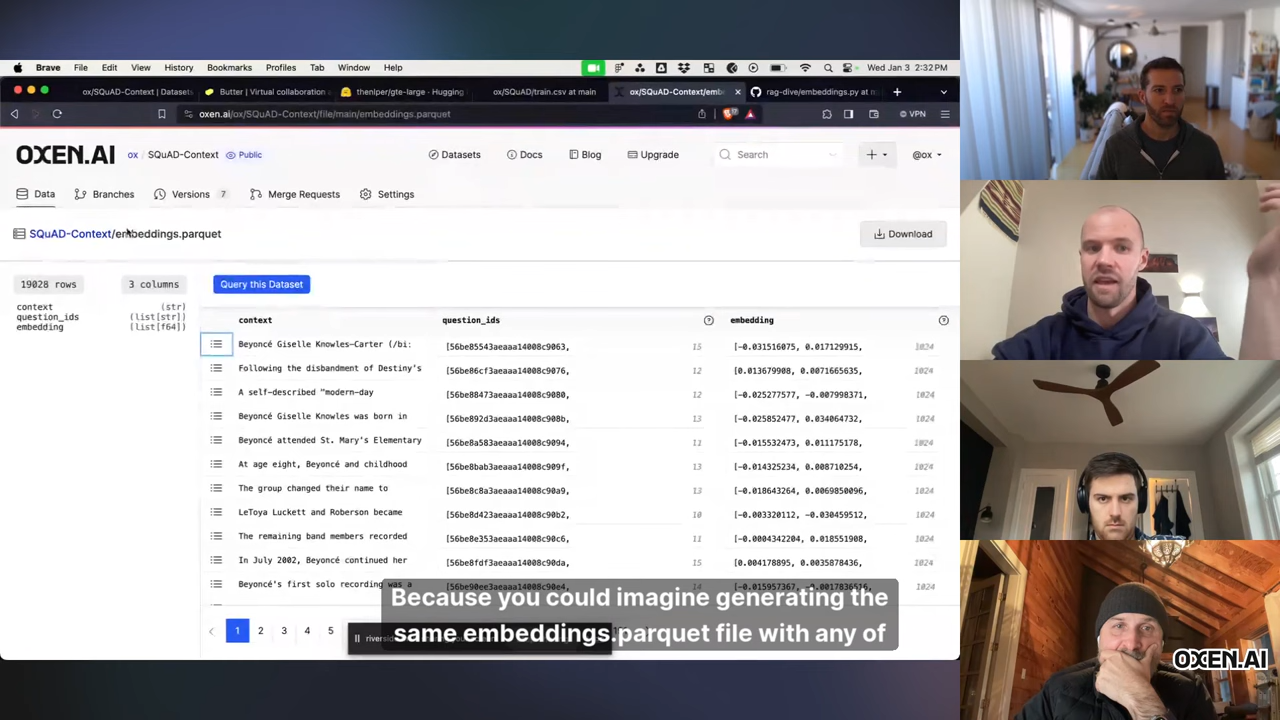 Brave File Edit View History Bookmarks Profiles Tab Window Help Wed Jan 3 2:32 PM
ox/SQuAD-Context | Datasets Butter | Virtual collaboration thenlper/gte-large - Hugging ox/SQuAD/train.csv at main ox/SQuAD-Context/emb rag-dive/embeddings.py at m
oxen.ai/ox/SQuAD-Context/file/main/embeddings.parquet VPN
OXEN.AI ox / SQuAD-Context Public Datasets Docs Blog Upgrade Search @ox
Data Branches Versions 7 Merge Requests Settings
SQuAD-Context/embeddings.parquet Download
19028 rows 3 columns Query this Dataset
context (str)
question_ids (list[str])
embedding (list[f64])
context question_ids embedding
Beyoncé Giselle Knowles-Carter (/bi: [56be85543aeaaa14008c9063, 15 [-0.031516075, 0.017129915, 1024
Following the disbandment of Destiny's [56be86cf3aeaaa14008c9076, 12 [0.013679908, 0.0071665635, 1024
A self-described "modern-day [56be88473aeaaa14008c9080, 12 [-0.025277577, -0.007998371, 1024
Beyoncé Giselle Knowles was born in [56be892d3aeaaa14008c908b, 13 [-0.025852477, 0.034064732, 1024
Beyoncé attended St. Mary's Elementary [56be8a583aeaaa14008c9094, 11 [-0.015532473, 0.011175178, 1024
At age eight, Beyoncé and childhood [56be8bab3aeaaa14008c909f, 13 [-0.014325234, 0.008710254, 1024
The group changed their name to [56be8c8a3aeaaa14008c90a9, 13 [-0.018643264, 0.0069850096, 1024
LeToya Luckett and Roberson became [56be8d423aeaaa14008c90b2, 10 [-0.003320112, -0.030459512, 1024
The remaining band members recorded [56be8e353aeaaa14008c90c6, 11 [-0.0004342204, 0.018551908, 1024
In July 2002, Beyoncé continued her [56be8fdf3aeaaa14008c90da, 15 [0.004178895, 0.0035878436, 1024
Beyoncé's first solo recording was a [56be90ee3aeaaa14008c90e4, 14 [-0.015957367, -0.0017836516, 1024
1 2 3 4 5
Because you could imagine generating the
same embeddings.parquet file with any of
OXEN.AI